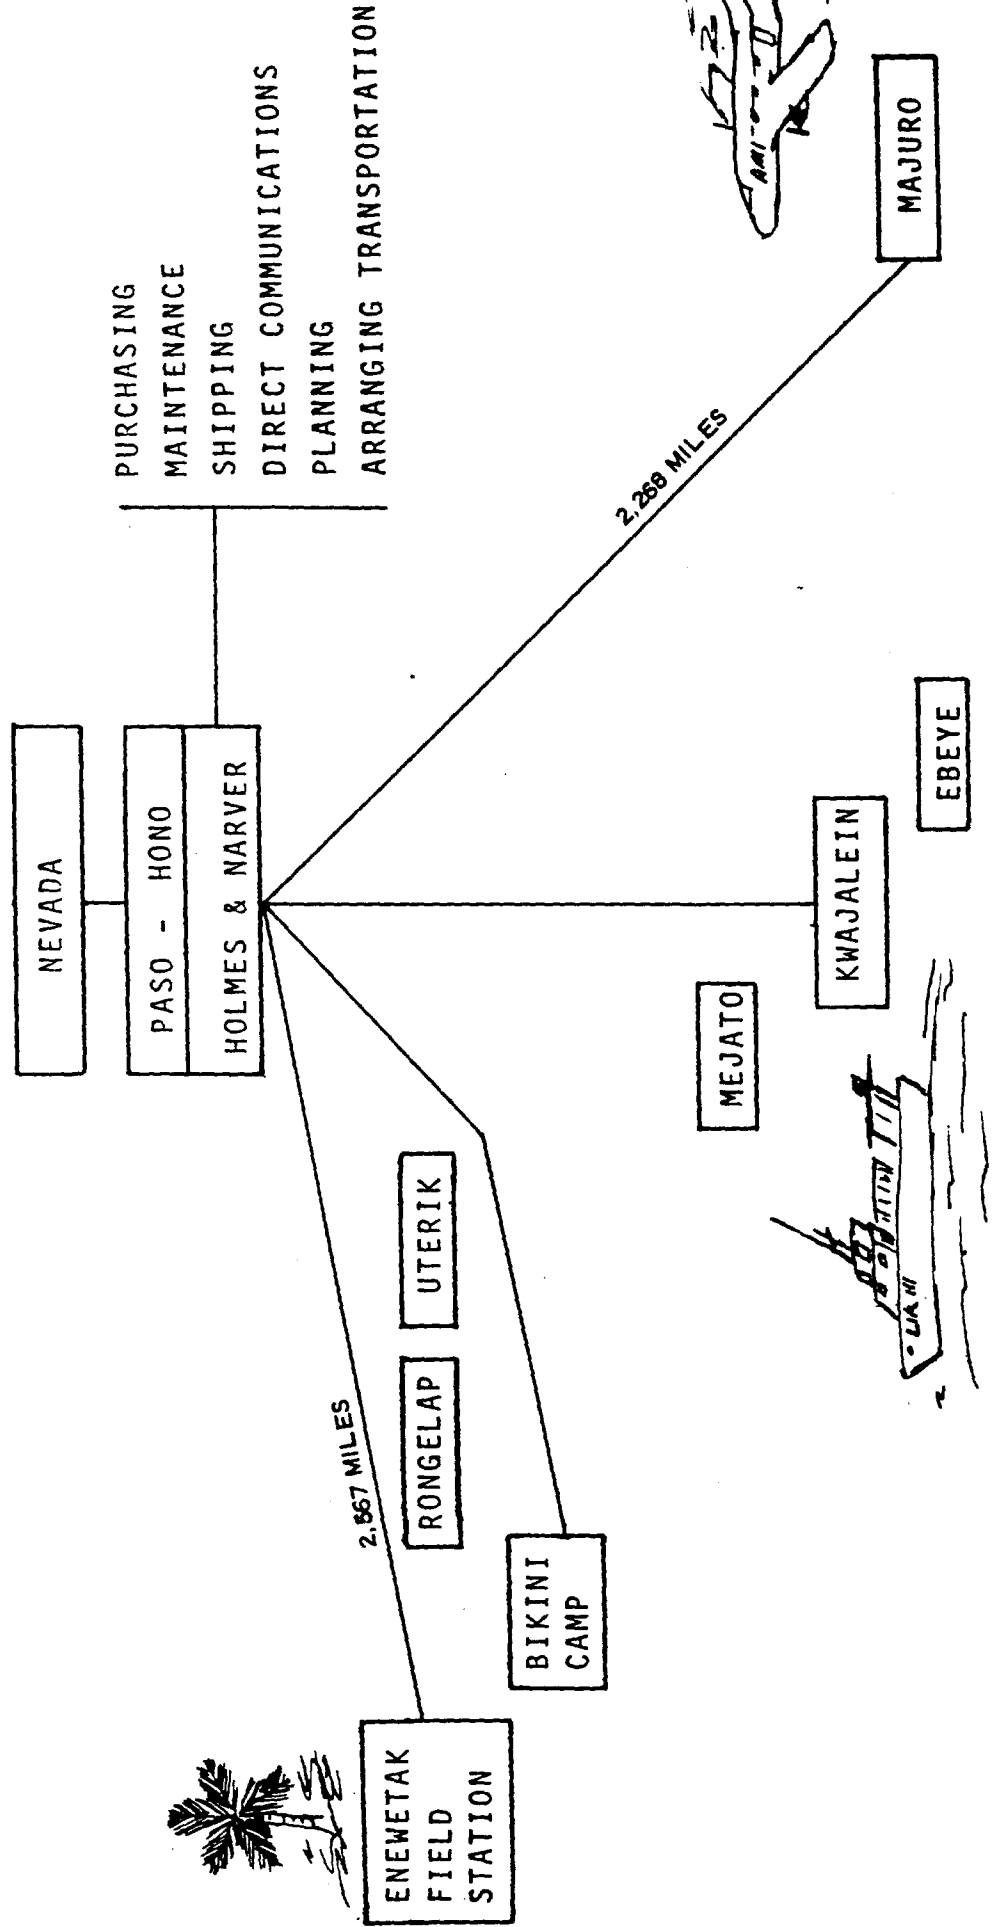 NEVADA
PASO - HONO
HOLMES & NARVER
PURCHASING
MAINTENANCE
SHIPPING
DIRECT COMMUNICATIONS
PLANNING
ARRANGING TRANSPORTATION
2,567 MILES
2,268 MILES
ENEWETAK
FIELD
STATION
BIKINI
CAMP
RONGELAP
UTERIK
MEJATO
KWAJALEIN
EBEYE
MAJURO
AMI